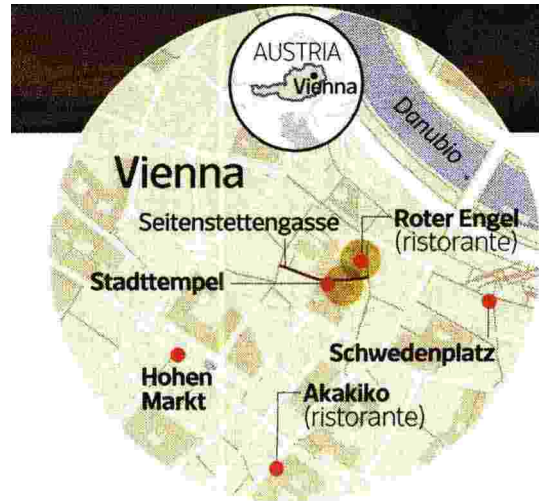 AUSTRIA
Vienna
Danubio
Vienna
Seitenstettengasse
Roter Engel
(ristorante)
Stadttempel
Schwedenplatz
Hohen
Markt
Akakiko
(ristorante)